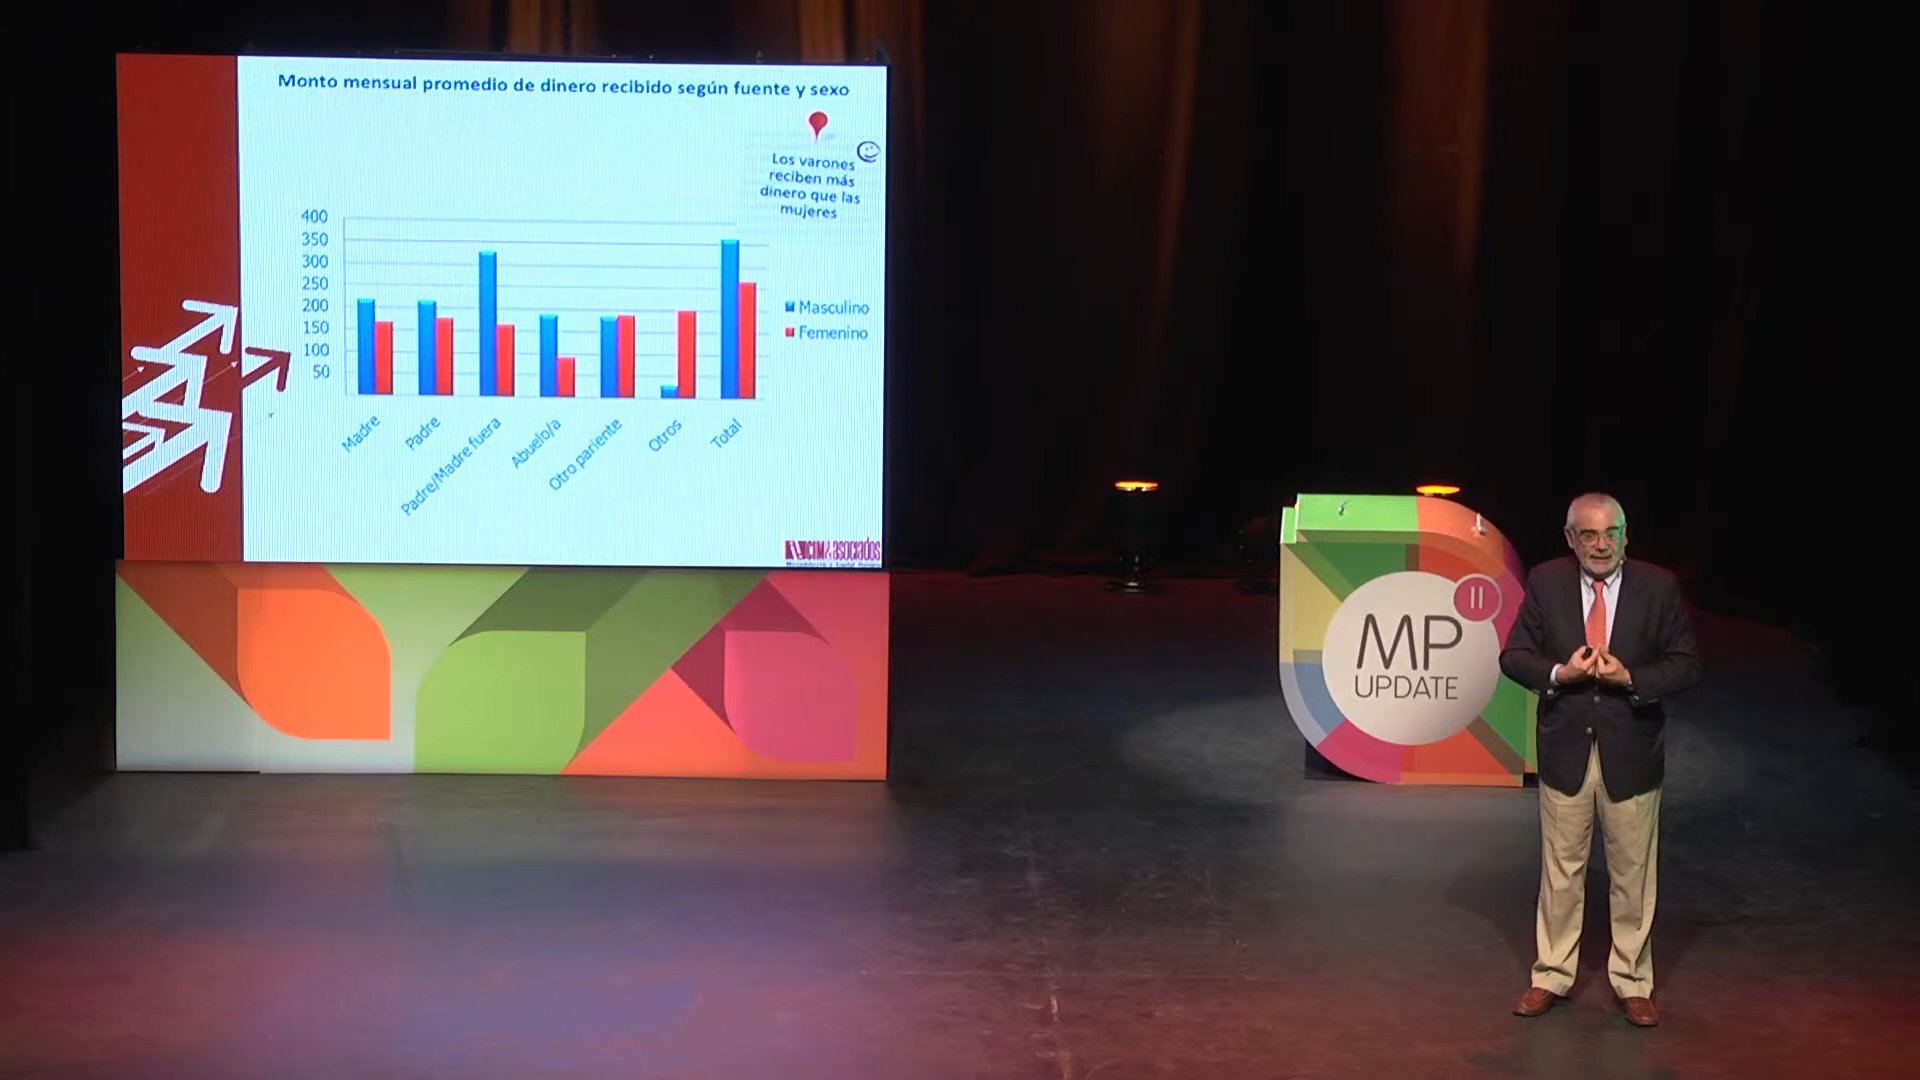 Monto mensual promedio de dinero recibido según fuente y sexo
Los varones
reciben más
dinero que las
mujeres
400
350
300
250
200
150
100
50
Masculino
Femenino
Madre
Padre
Padre/Madre fuera
Abuelo/a
Otro pariente
Otros
Total
&asociados
II
MP
UPDATE